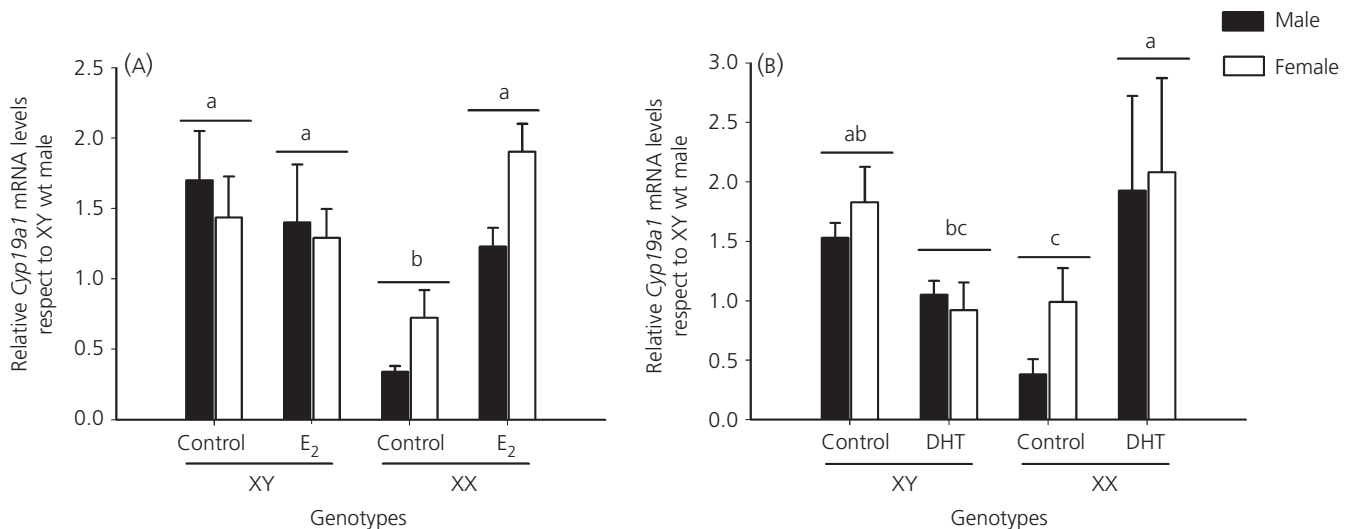 (A)
Relative Cyp19a1 mRNA levels
respect to XY wt male
2.5
2.0
1.5
1.0
0.5
0.0
a
a
b
a
Control
E2
Control
E2
XY
XX
Genotypes
(B)
Relative Cyp19a1 mRNA levels
respect to XY wt male
3.0
2.5
2.0
1.5
1.0
0.5
0.0
ab
bc
c
a
Control
DHT
Control
DHT
XY
XX
Genotypes
Male
Female